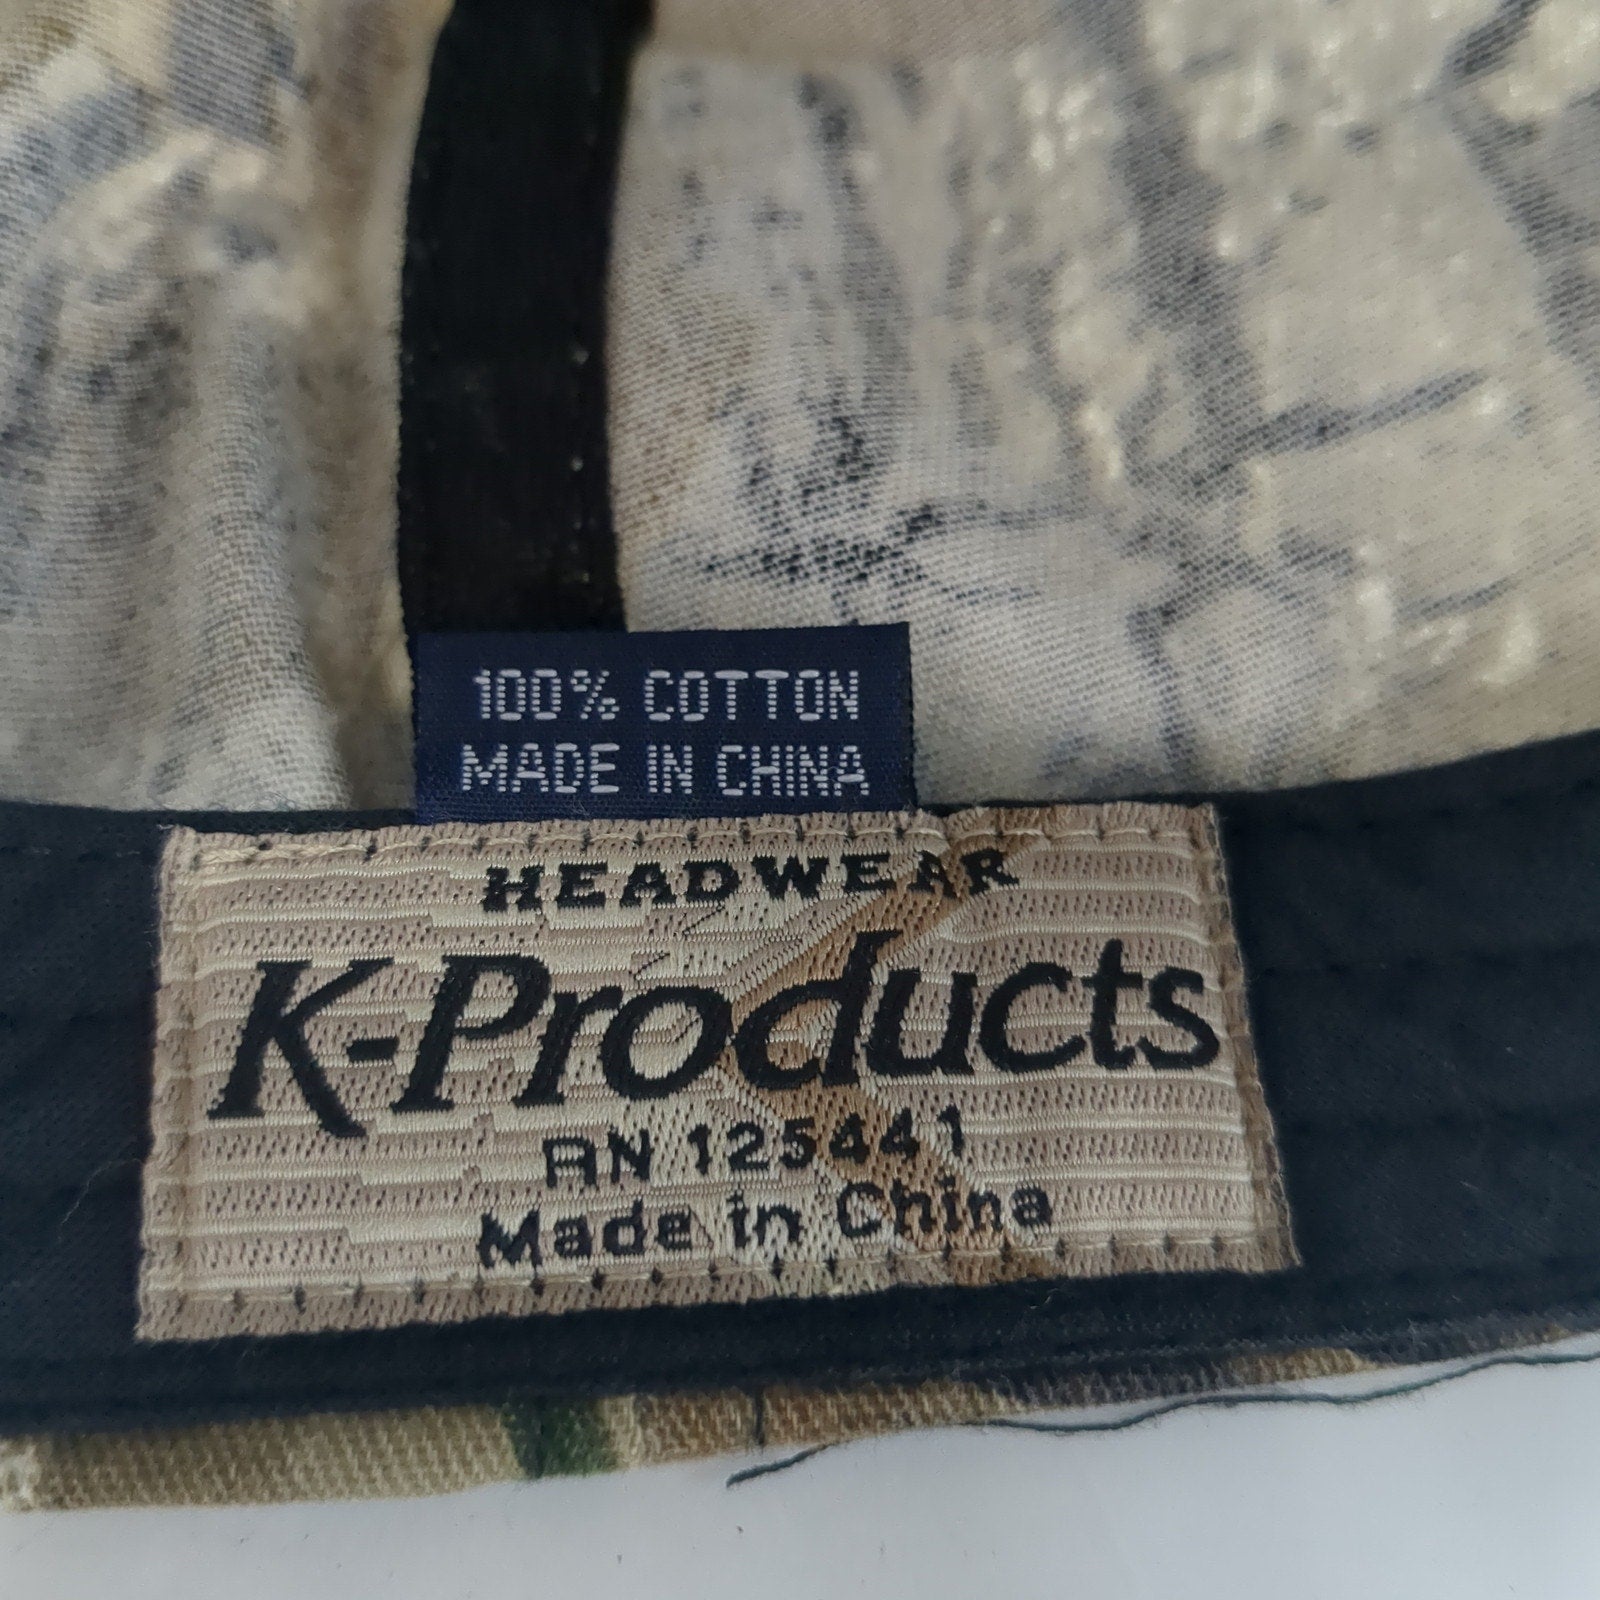 100% COTTON
MADE IN CHINA
HEADWEAR
K-Products
RN 125441
Made in China